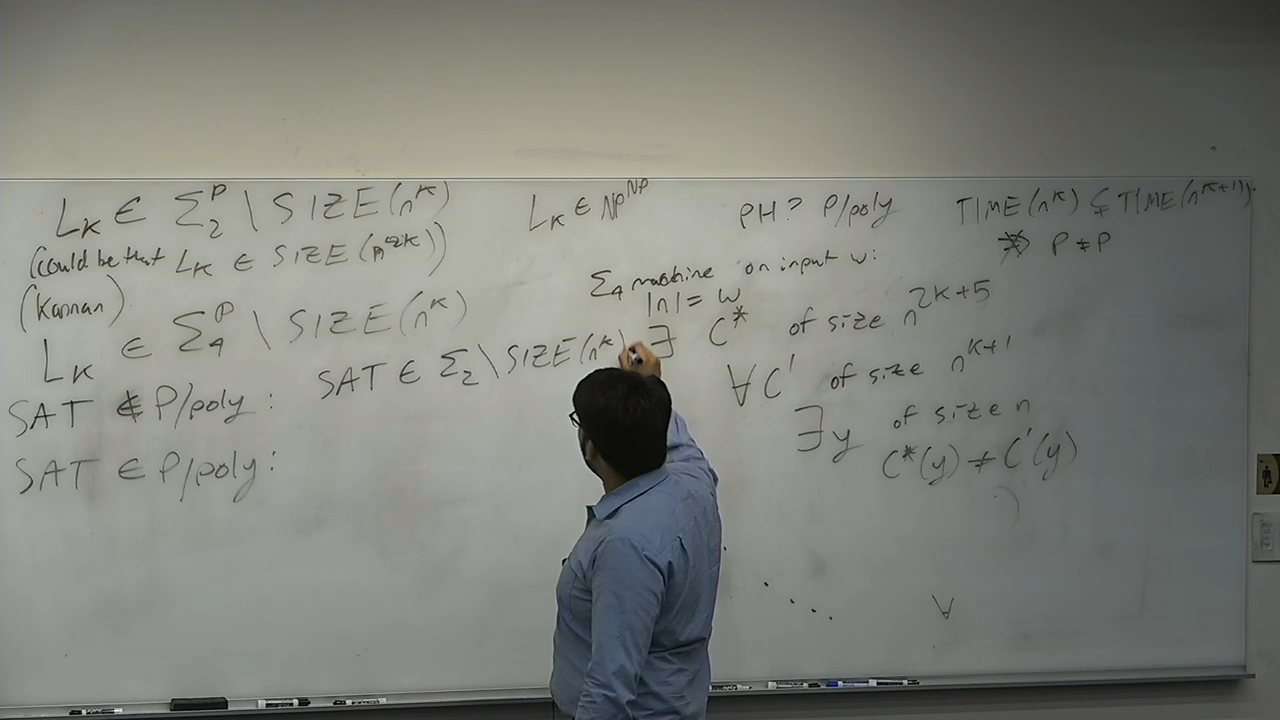 L_K ∈ Σ_2^P \ SIZE(n^K)
(could be that L_K ∈ SIZE(n^2K))
(Kannan)
L_K ∈ Σ_4^P \ SIZE(n^K)
SAT ∉ P/poly: SAT ∈ Σ_2 \ SIZE(n^K)
SAT ∈ P/poly:
L_K ∈ NP^NP
PH ? P/poly
TIME(n^K) ⊊ TIME(n^K+1)
P ≠ P
Σ_4 machine on input w:
|n| = w
∃ C* of size n^2K+5
∀C' of size n^K+1
∃y of size n
C*(y) ≠ C'(y)
∀